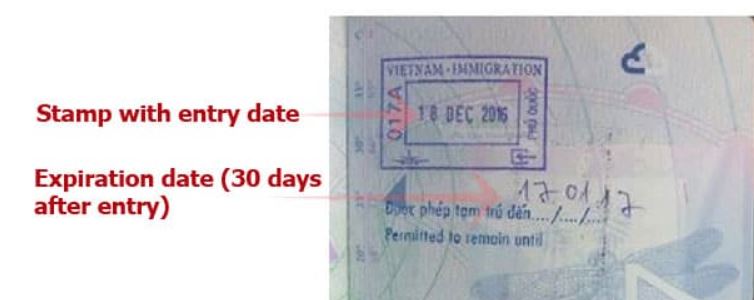 Stamp with entry date
Expiration date (30 days
after entry)
VIETNAM - IMMIGRATION
017A
18 DEC 2016
PHÚ QUỐC
17 01 17
Được phép tạm trú đến..../..../....
Permitted to remain until